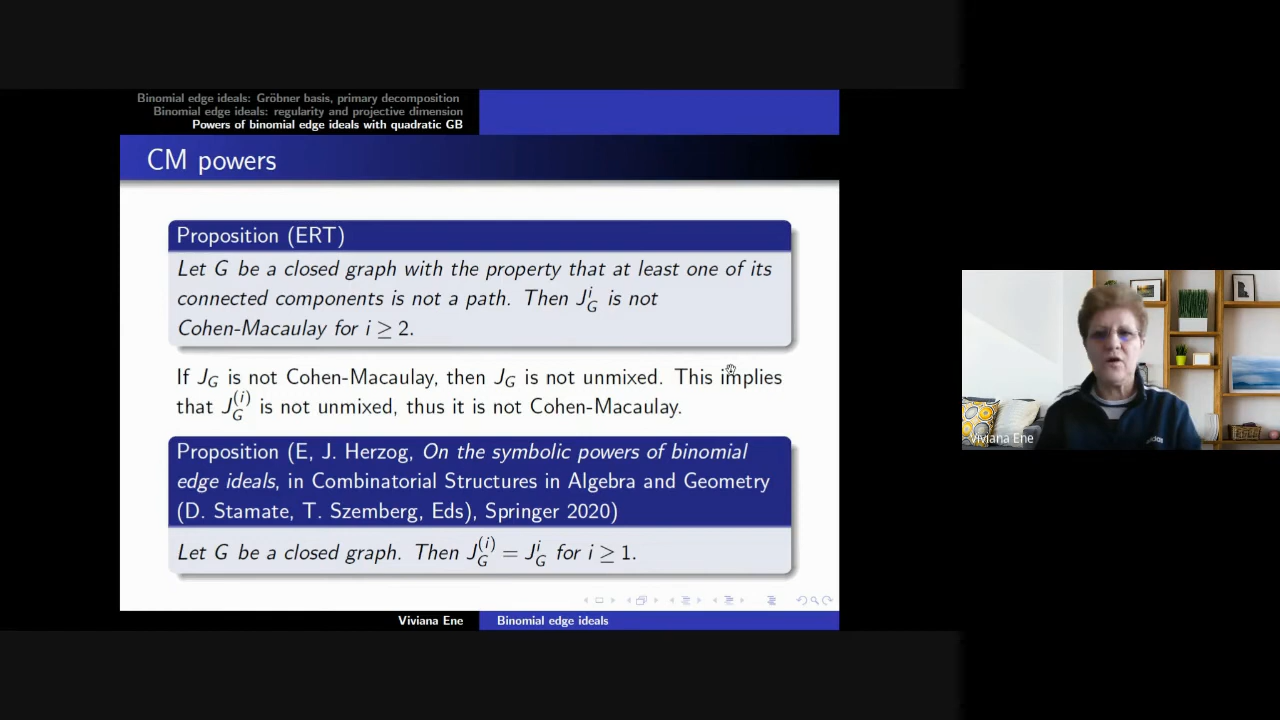 Binomial edge ideals: Gröbner basis, primary decomposition
Binomial edge ideals: regularity and projective dimension
Powers of binomial edge ideals with quadratic GB
CM powers
Proposition (ERT)
Let G be a closed graph with the property that at least one of its
connected components is not a path. Then J_G^i is not
Cohen-Macaulay for i ≥ 2.
If J_G is not Cohen-Macaulay, then J_G is not unmixed. This implies
that J_G^{(i)} is not unmixed, thus it is not Cohen-Macaulay.
Proposition (E, J. Herzog, On the symbolic powers of binomial
edge ideals, in Combinatorial Structures in Algebra and Geometry
(D. Stamate, T. Szemberg, Eds), Springer 2020)
Let G be a closed graph. Then J_G^{(i)} = J_G^i for i ≥ 1.
Viviana Ene
Binomial edge ideals
Viviana Ene
adidas